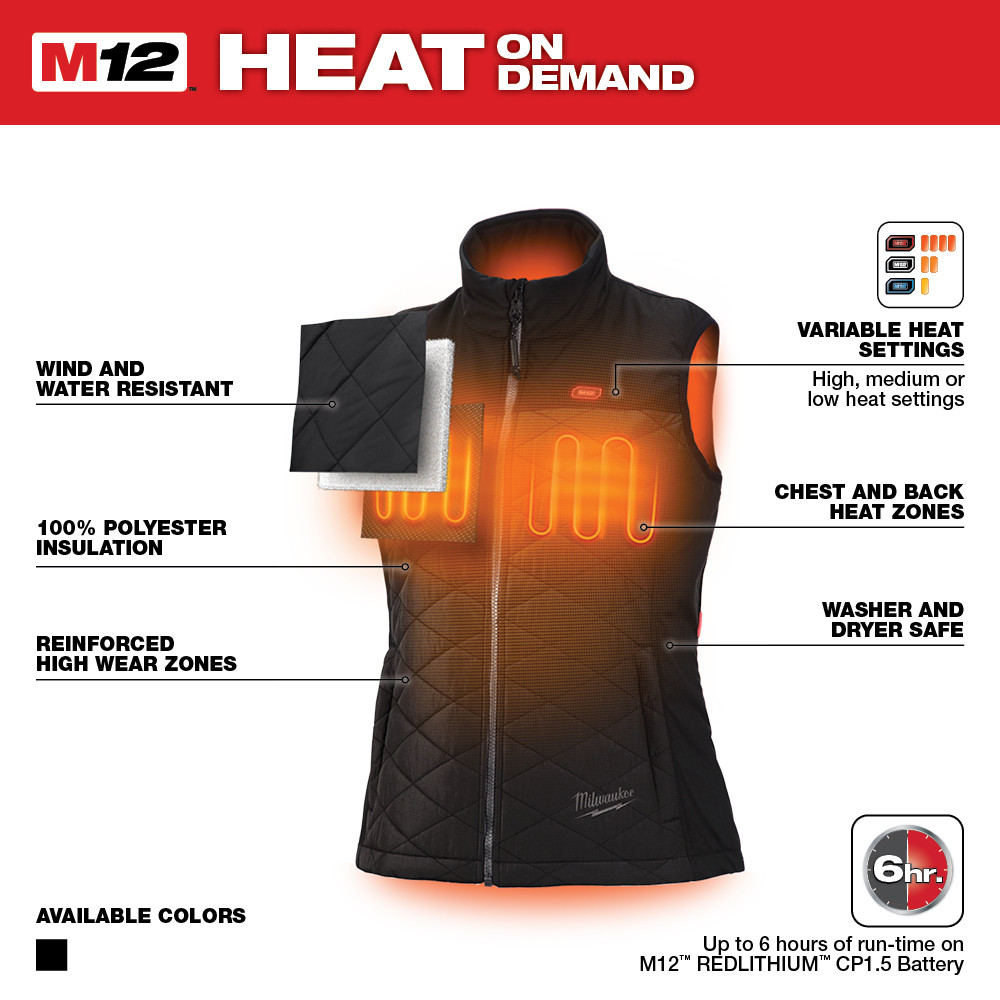 M12™ HEAT ON
DEMAND
VARIABLE HEAT
SETTINGS
High, medium or
low heat settings
WIND AND
WATER RESISTANT
CHEST AND BACK
HEAT ZONES
100% POLYESTER
INSULATION
WASHER AND
DRYER SAFE
REINFORCED
HIGH WEAR ZONES
Milwaukee
6hr.
AVAILABLE COLORS
Up to 6 hours of run-time on
M12™ REDLITHIUM™ CP1.5 Battery